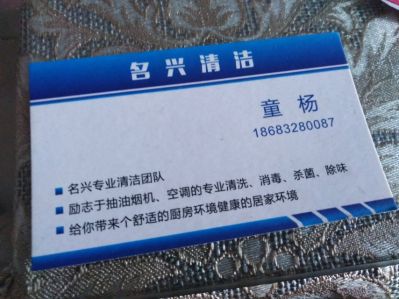 名兴清洁
童杨
18683280087
名兴专业清洁团队
励志于抽油烟机、空调的专业清洗、消毒、杀菌、除味
给你带来个舒适的厨房环境健康的居家环境